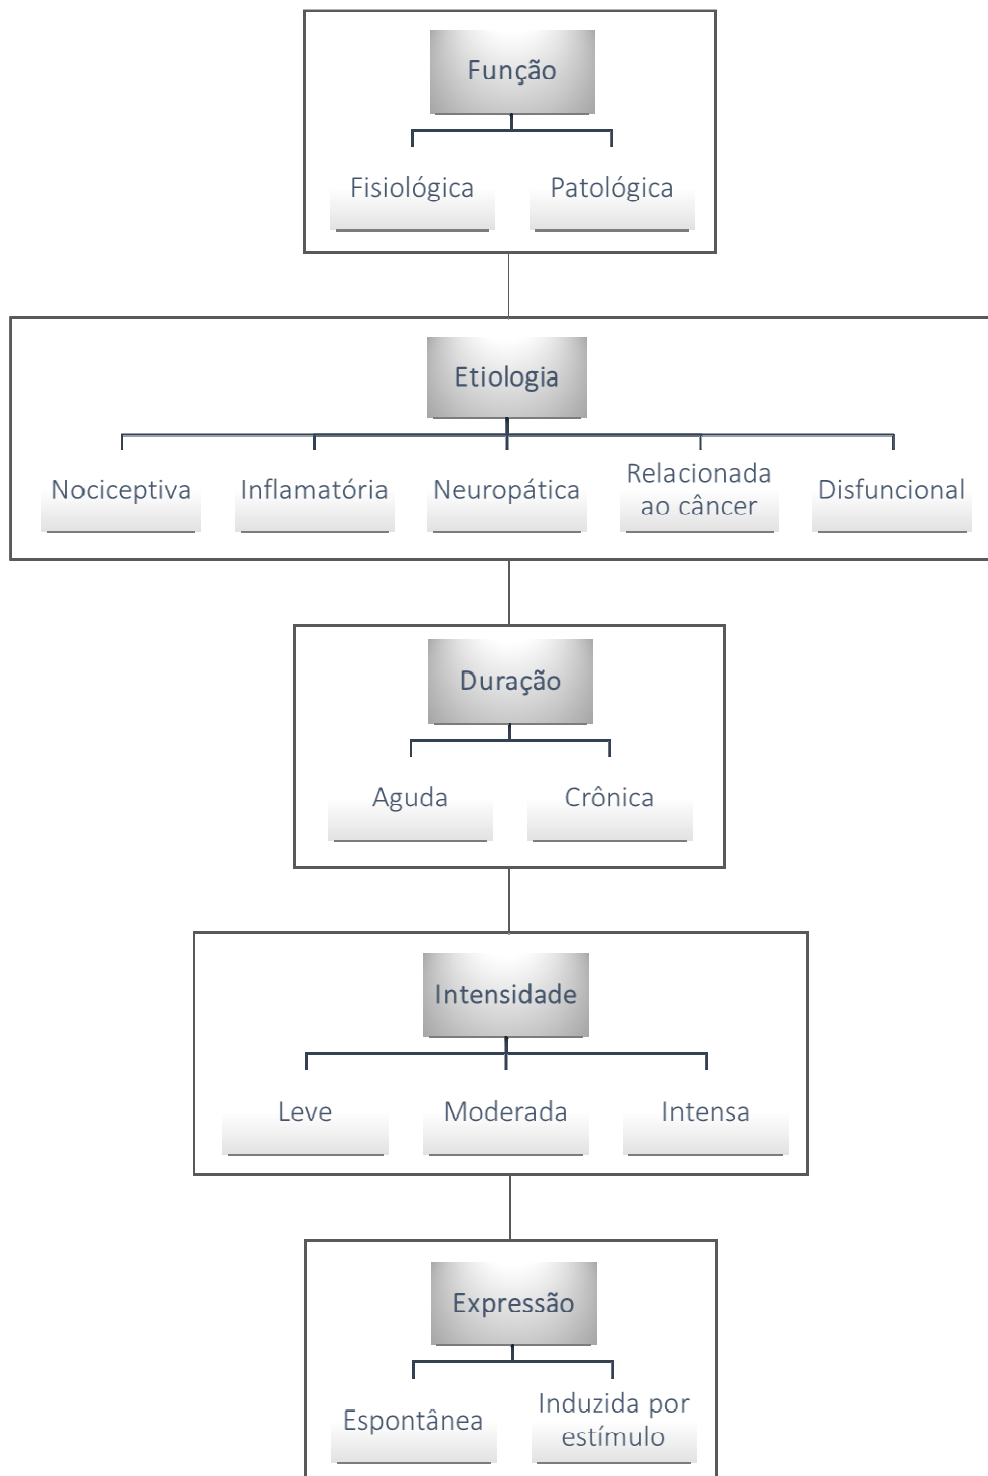 Função
Fisiológica
Patológica
Etiologia
Nociceptiva
Inflamatória
Neuropática
Relacionada
ao câncer
Disfuncional
Duração
Aguda
Crônica
Intensidade
Leve
Moderada
Intensa
Expressão
Espontânea
Induzida por
estímulo